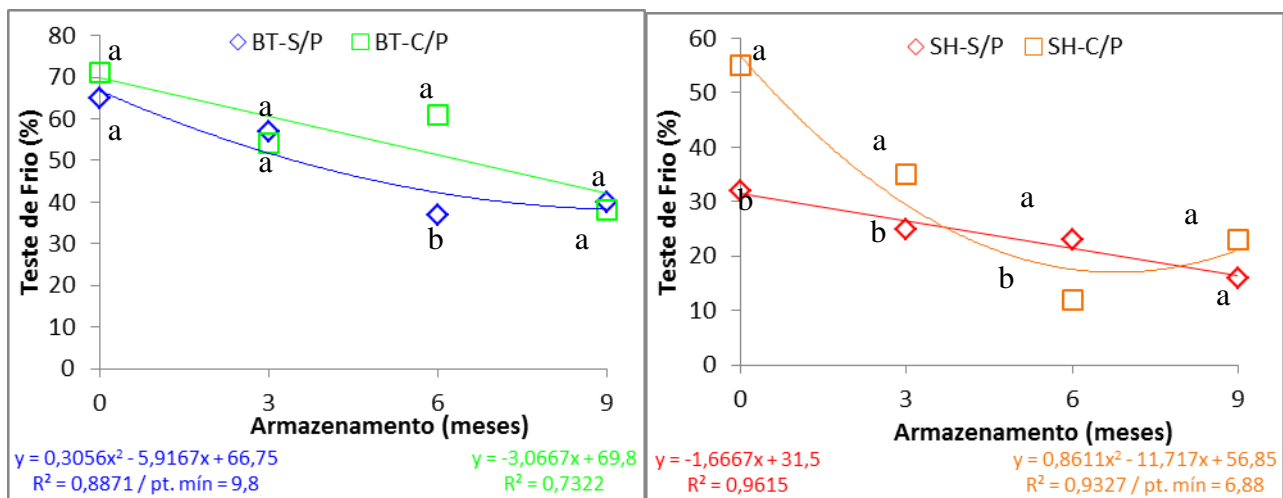 80
70
60
50
40
30
20
10
0
Teste de Frio (%)
BT-S/P BT-C/P
a
a
a
a
a
b
a
a
0 3 6 9
Armazenamento (meses)
y = 0,3056x² - 5,9167x + 66,75
R² = 0,8871 / pt. mín = 9,8
y = -3,0667x + 69,8
R² = 0,7322
60
50
40
30
20
10
0
Teste de Frio (%)
SH-S/P SH-C/P
a
b
a
b
a
b
a
a
0 3 6 9
Armazenamento (meses)
y = -1,6667x + 31,5
R² = 0,9615
y = 0,8611x² - 11,717x + 56,85
R² = 0,9327 / pt. mín = 6,88